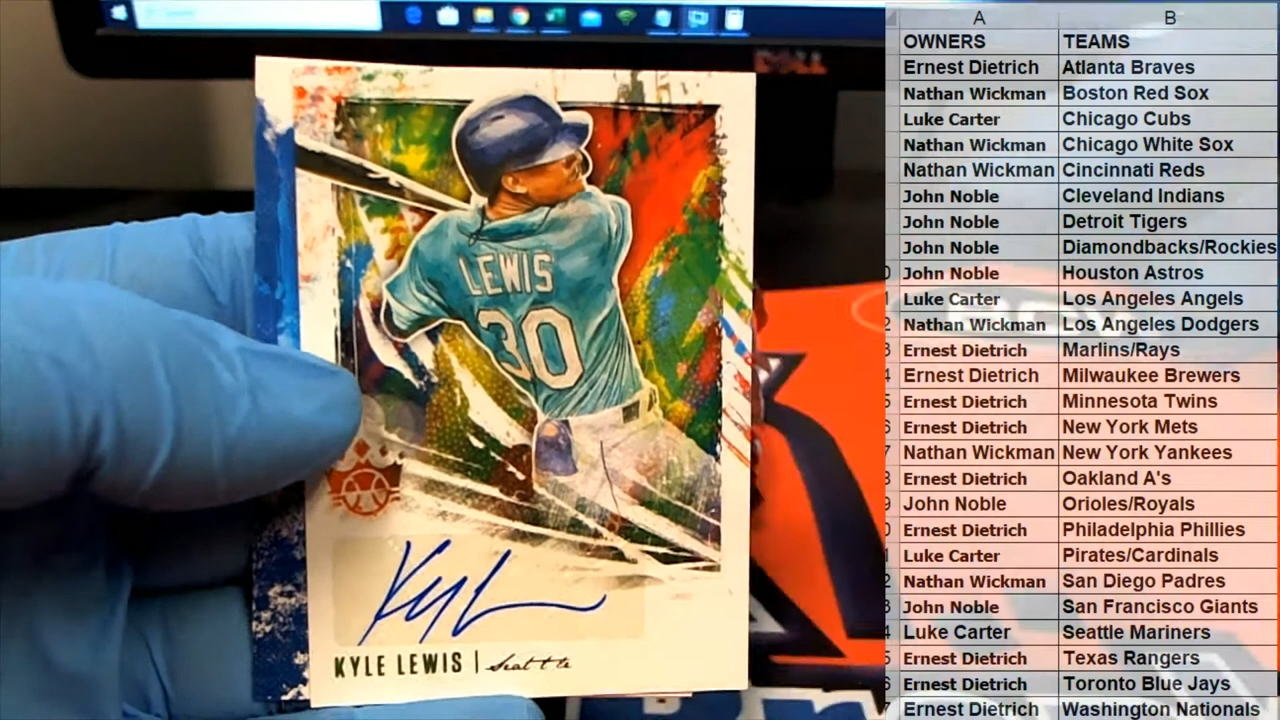 DELL
LEWIS
30
KYLE LEWIS | Seattle
A B
OWNERS TEAMS
Ernest Dietrich Atlanta Braves
Nathan Wickman Boston Red Sox
Luke Carter Chicago Cubs
Nathan Wickman Chicago White Sox
Nathan Wickman Cincinnati Reds
John Noble Cleveland Indians
John Noble Detroit Tigers
John Noble Diamondbacks/Rockies
John Noble Houston Astros
Luke Carter Los Angeles Angels
Nathan Wickman Los Angeles Dodgers
Ernest Dietrich Marlins/Rays
Ernest Dietrich Milwaukee Brewers
Ernest Dietrich Minnesota Twins
Ernest Dietrich New York Mets
Nathan Wickman New York Yankees
Ernest Dietrich Oakland A's
John Noble Orioles/Royals
Ernest Dietrich Philadelphia Phillies
Luke Carter Pirates/Cardinals
Nathan Wickman San Diego Padres
John Noble San Francisco Giants
Luke Carter Seattle Mariners
Ernest Dietrich Texas Rangers
Ernest Dietrich Toronto Blue Jays
Ernest Dietrich Washington Nationals